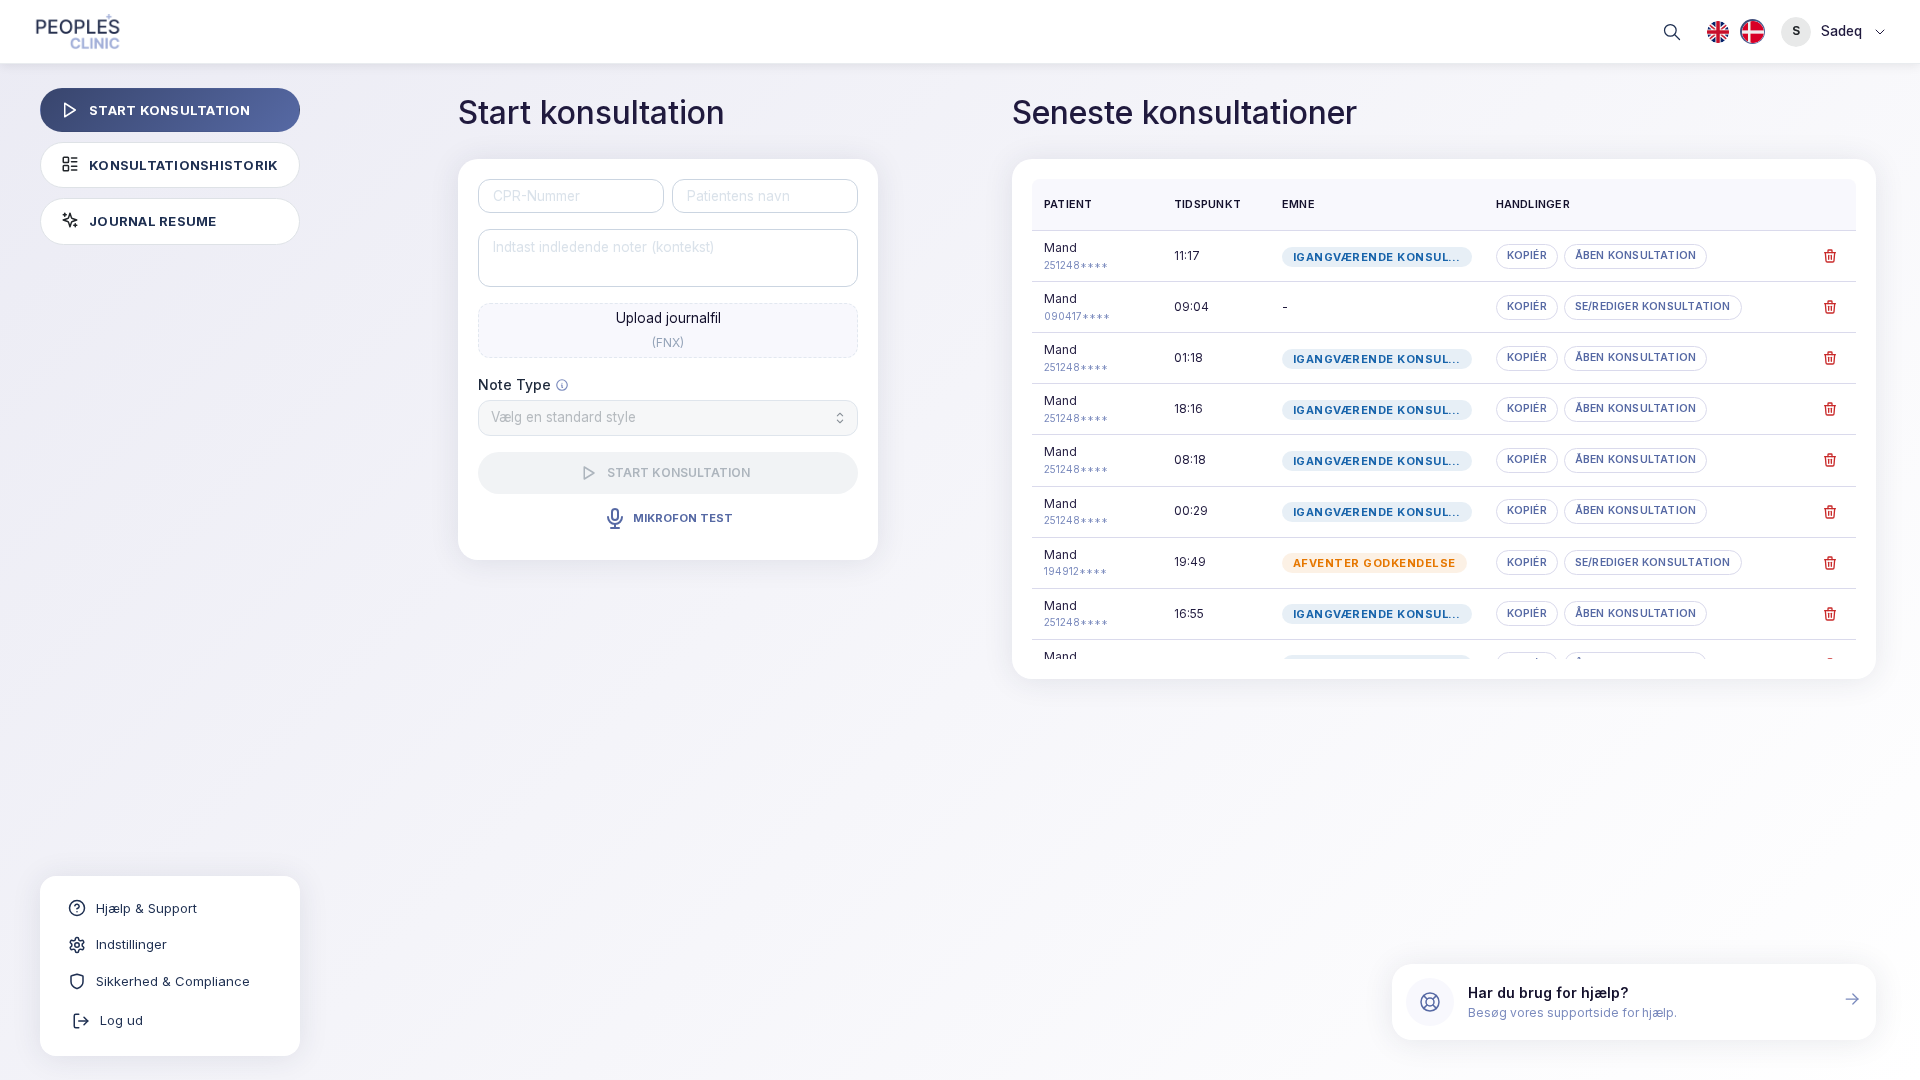 PEOPLES
CLINIC
S
Sadeq
START KONSULTATION
KONSULTATIONSHISTORIK
JOURNAL RESUME
Start konsultation
CPR-Nummer
Patientens navn
Indtast indledende noter (kontekst)
Upload journalfil
(FNX)
Note Type
Vælg en standard style
START KONSULTATION
MIKROFON TEST
Seneste konsultationer
PATIENT TIDSPUNKT EMNE HANDLINGER
Mand
251248****
11:17
IGANGVÆRENDE KONSUL...
KOPIÉR
ÅBEN KONSULTATION
Mand
090417****
09:04
-
KOPIÉR
SE/REDIGER KONSULTATION
Mand
251248****
01:18
IGANGVÆRENDE KONSUL...
KOPIÉR
ÅBEN KONSULTATION
Mand
251248****
18:16
IGANGVÆRENDE KONSUL...
KOPIÉR
ÅBEN KONSULTATION
Mand
251248****
08:18
IGANGVÆRENDE KONSUL...
KOPIÉR
ÅBEN KONSULTATION
Mand
251248****
00:29
IGANGVÆRENDE KONSUL...
KOPIÉR
ÅBEN KONSULTATION
Mand
194912****
19:49
AFVENTER GODKENDELSE
KOPIÉR
SE/REDIGER KONSULTATION
Mand
251248****
16:55
IGANGVÆRENDE KONSUL...
KOPIÉR
ÅBEN KONSULTATION
Mand
Hjælp & Support
Indstillinger
Sikkerhed & Compliance
Log ud
Har du brug for hjælp?
Besøg vores supportside for hjælp.